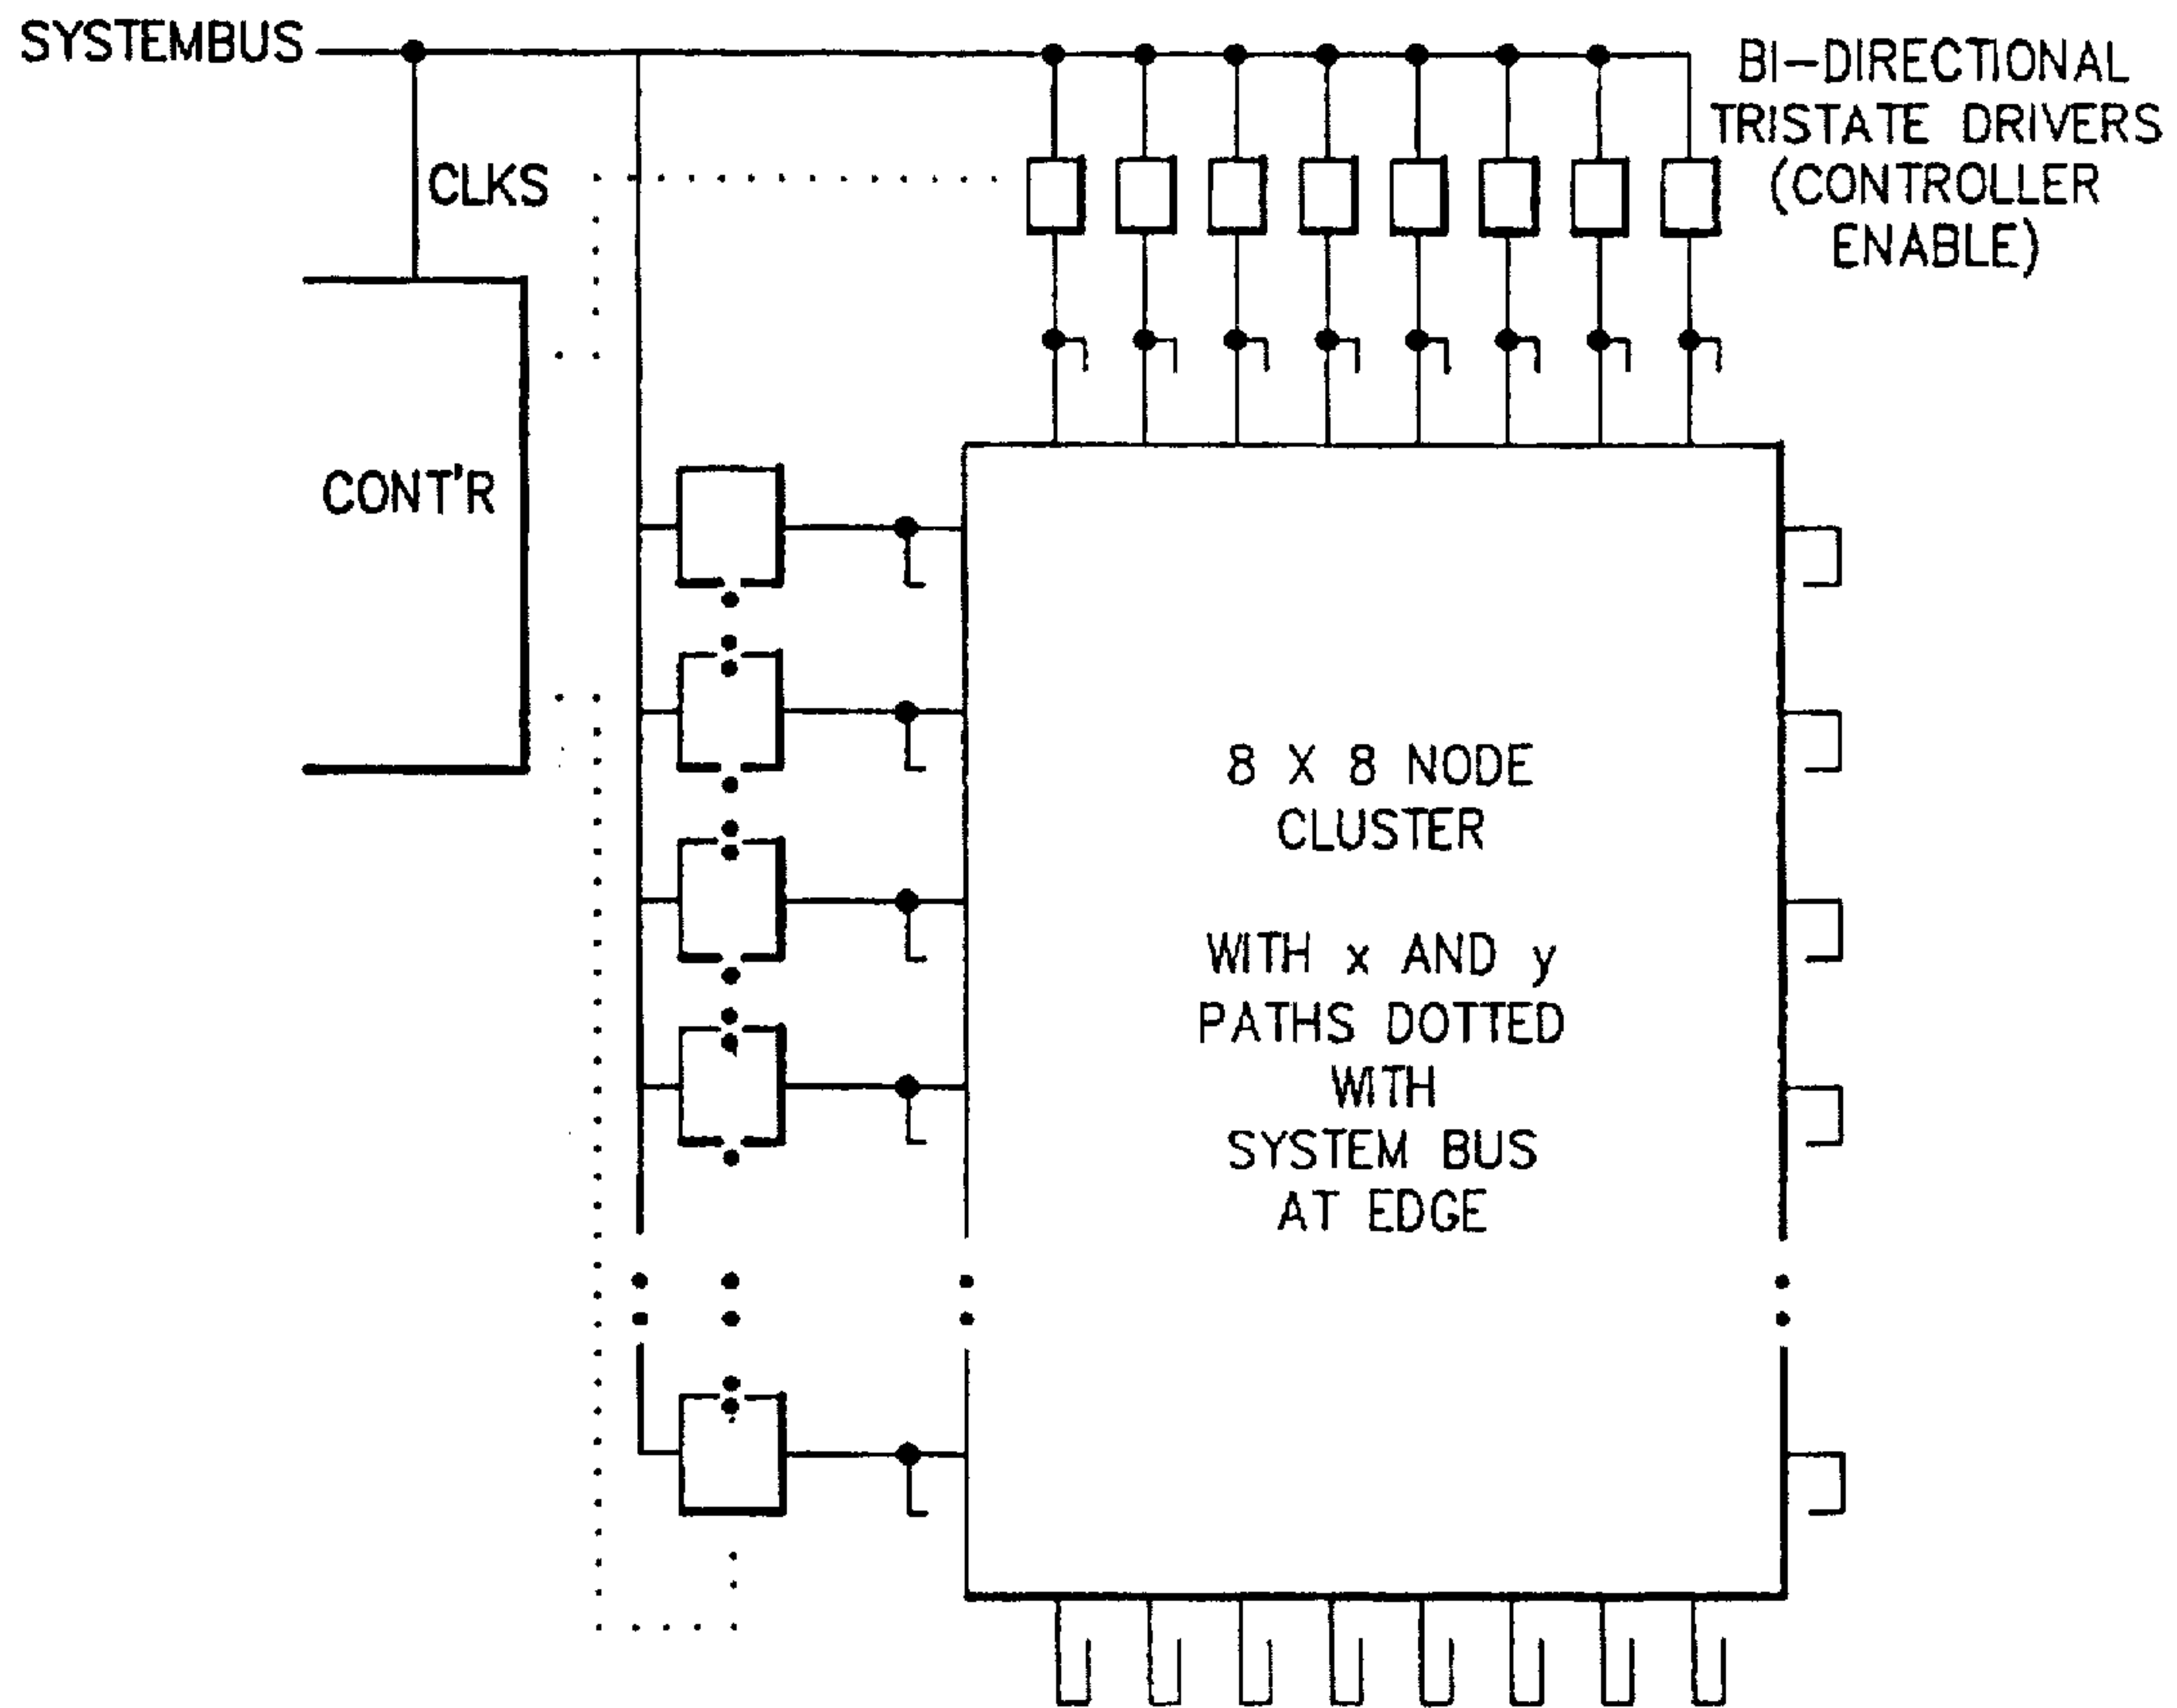 SYSTEMBUS
BI-DIRECTIONAL
TRISTATE DRIVERS
(CONTROLLER
ENABLE)
CLKS
CONT'R
8 X 8 NODE
CLUSTER
WITH x AND y
PATHS DOTTED
WITH
SYSTEM BUS
AT EDGE